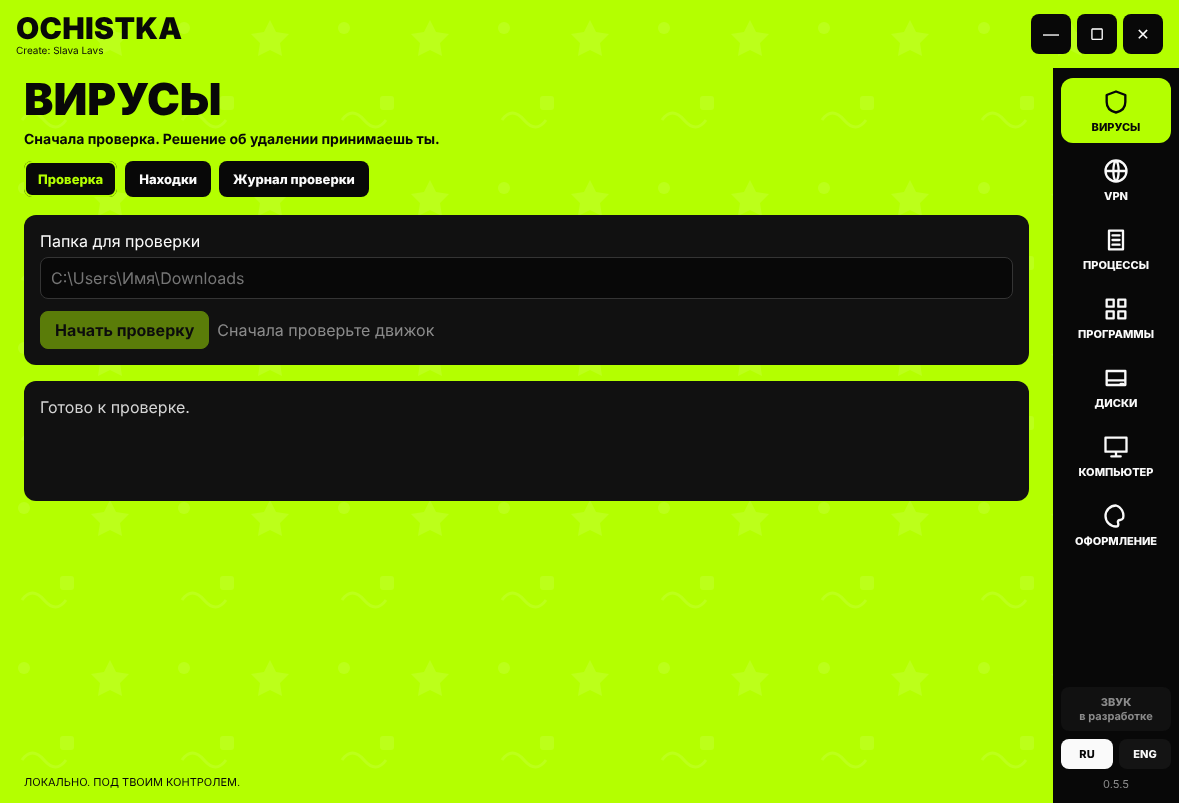 OCHISTKA
Create: Slava Lavs
ВИРУСЫ
Сначала проверка. Решение об удалении принимаешь ты.
Проверка
Находки
Журнал проверки
Папка для проверки
C:\Users\Имя\Downloads
Начать проверку
Сначала проверьте движок
Готово к проверке.
ЛОКАЛЬНО. ПОД ТВОИМ КОНТРОЛЕМ.
ВИРУСЫ
VPN
ПРОЦЕССЫ
ПРОГРАММЫ
ДИСКИ
КОМПЬЮТЕР
ОФОРМЛЕНИЕ
ЗВУК
в разработке
RU
ENG
0.5.5